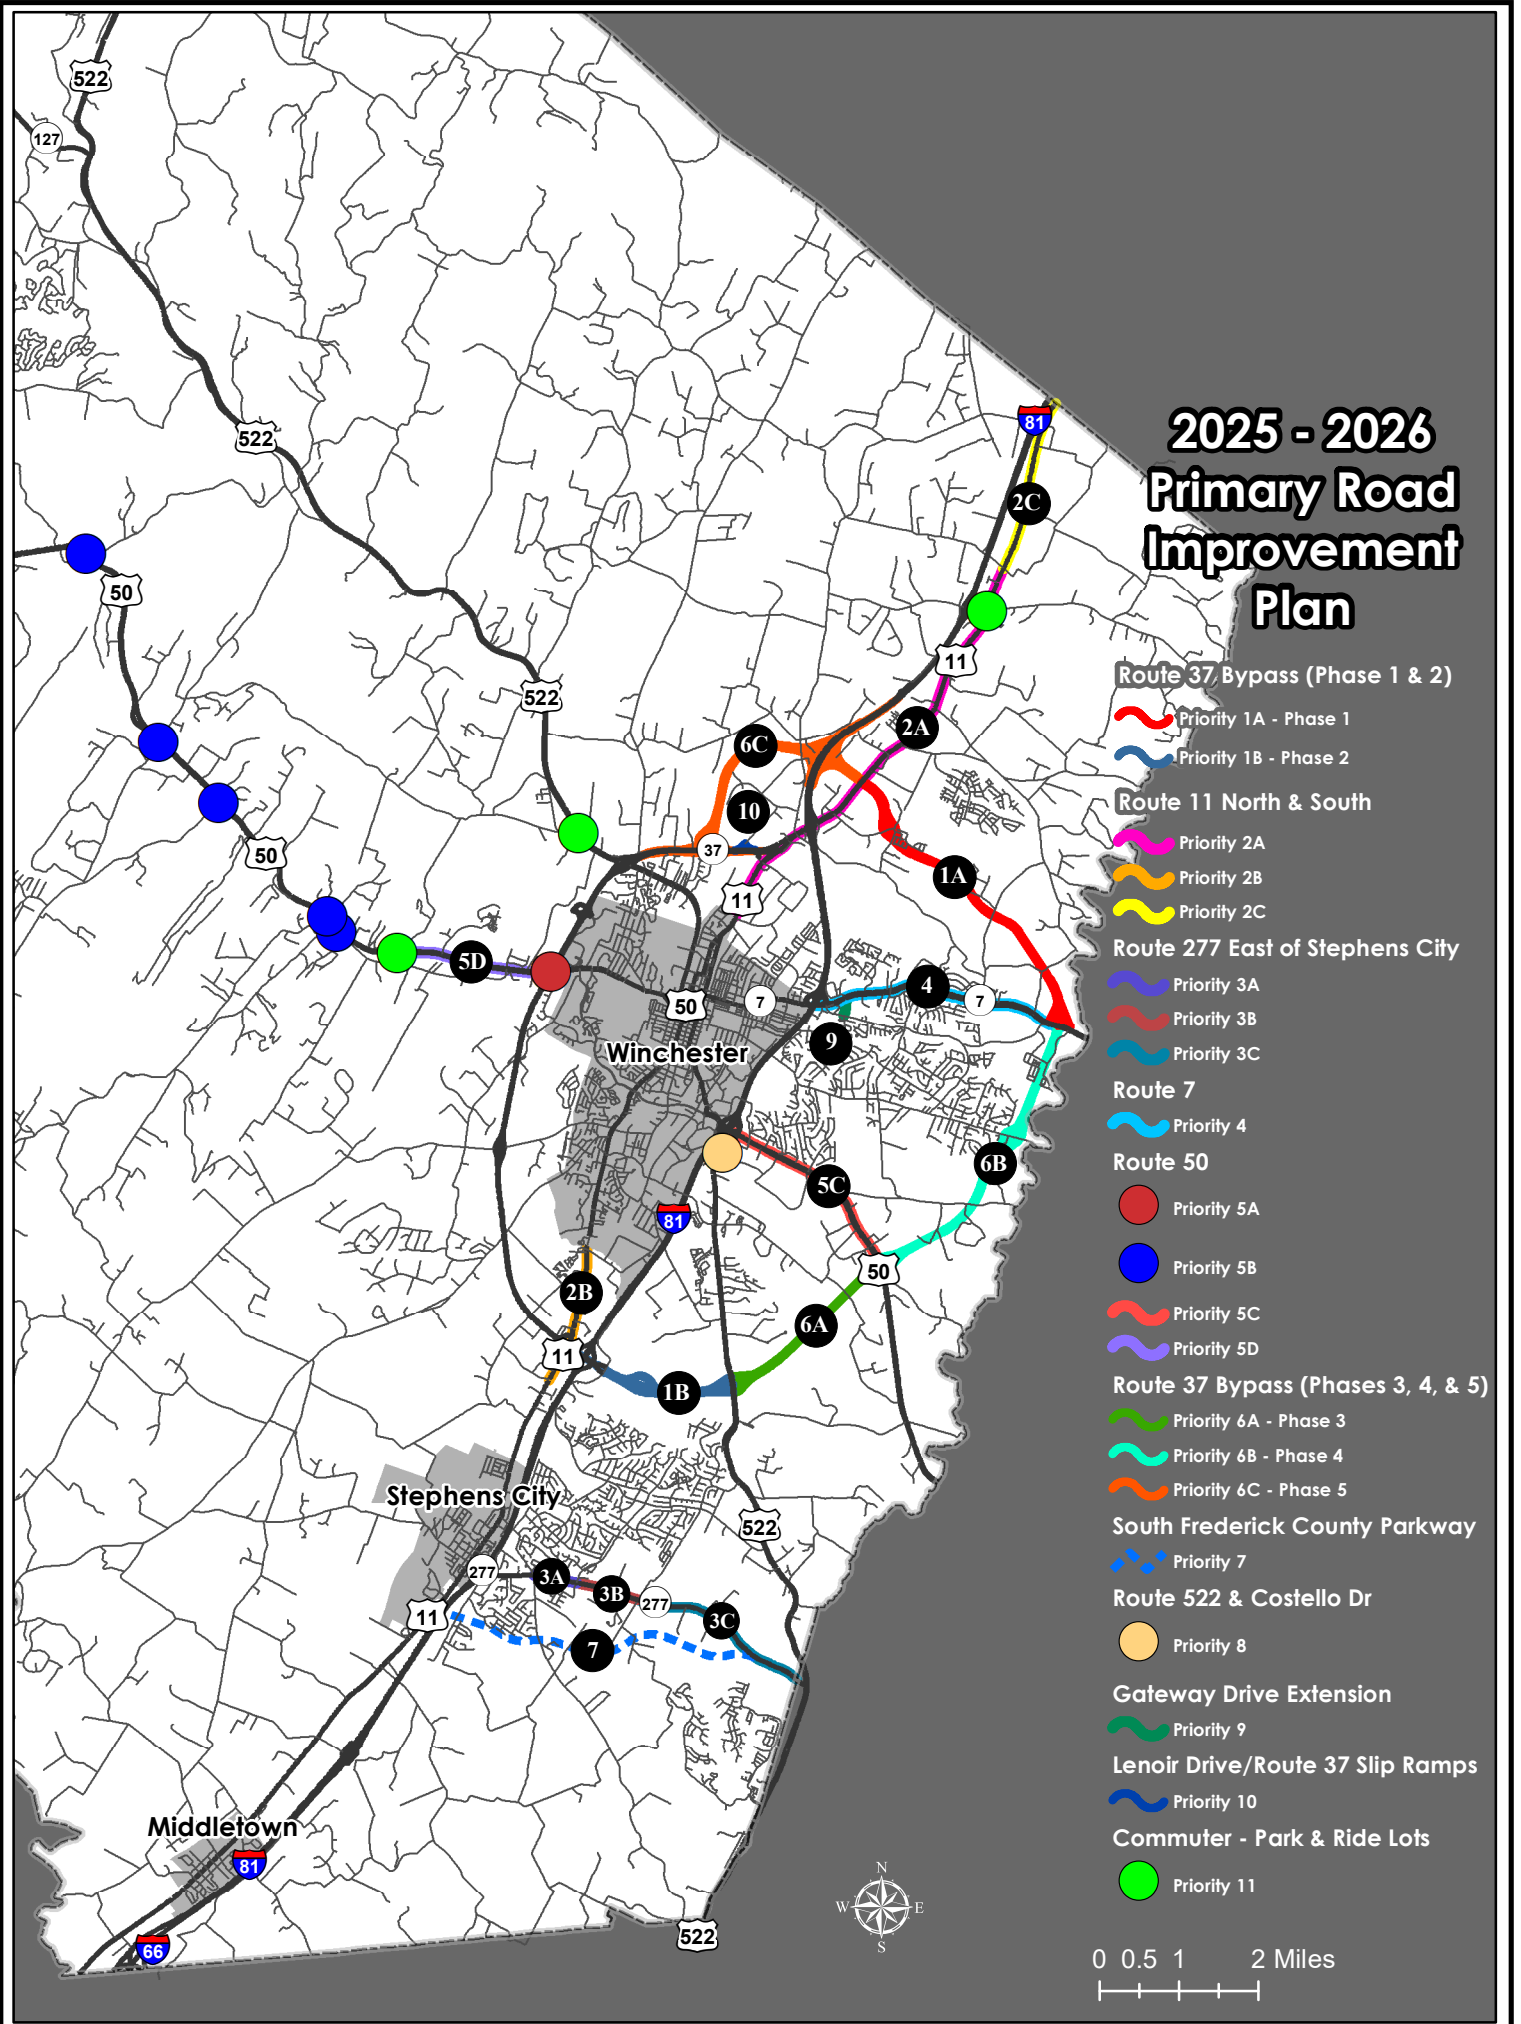 2025 - 2026
Primary Road
Improvement
Plan
Route 37 Bypass (Phase 1 & 2)
Priority 1A - Phase 1
Priority 1B - Phase 2
Route 11 North & South
Priority 2A
Priority 2B
Priority 2C
Route 277 East of Stephens City
Priority 3A
Priority 3B
Priority 3C
Route 7
Priority 4
Route 50
Priority 5A
Priority 5B
Priority 5C
Priority 5D
Route 37 Bypass (Phases 3, 4, & 5)
Priority 6A - Phase 3
Priority 6B - Phase 4
Priority 6C - Phase 5
South Frederick County Parkway
Priority 7
Route 522 & Costello Dr
Priority 8
Gateway Drive Extension
Priority 9
Lenoir Drive/Route 37 Slip Ramps
Priority 10
Commuter - Park & Ride Lots
Priority 11
0 0.5 1 2 Miles
N
W E
S
522
127
522
81
2C
50
11
522
2A
6C
10
50
37
1A
11
5D
4
7
7
50
9
Winchester
6B
5C
81
50
2B
6A
11
1B
Stephens City
522
277
3A
3B
277
3C
11
7
Middletown
81
522
66